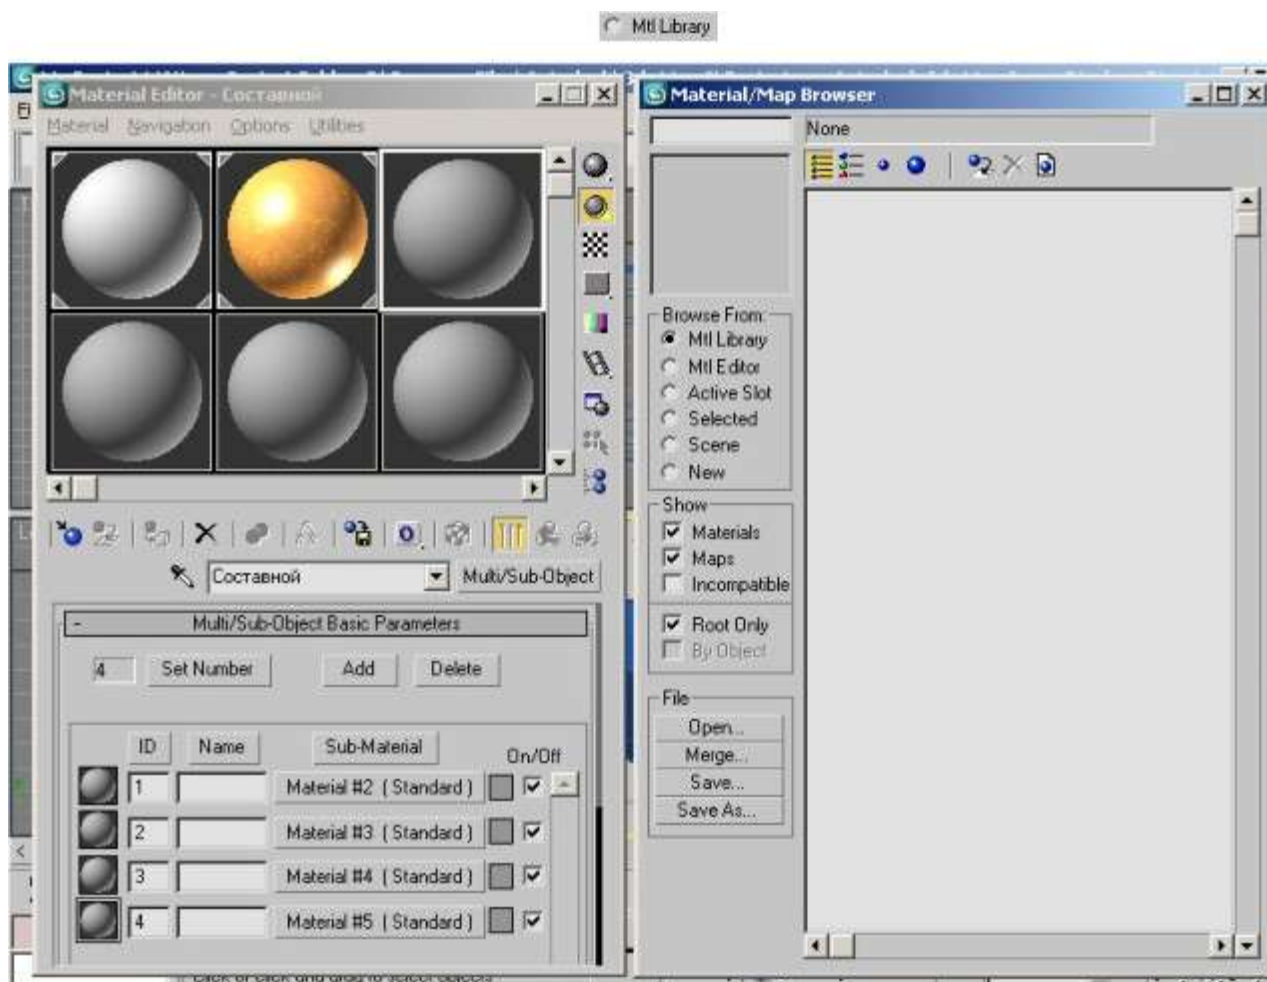 Mtl Library
Material Editor - Составной
Material Navigation Options Utilities
Составной
Multi/Sub-Object
- Multi/Sub-Object Basic Parameters
4 Set Number Add Delete
ID Name Sub-Material On/Off
1 Material #2 ( Standard )
2 Material #3 ( Standard )
3 Material #4 ( Standard )
4 Material #5 ( Standard )
Material/Map Browser
None
Browse From:
Mtl Library
Mtl Editor
Active Slot
Selected
Scene
New
Show
Materials
Maps
Incompatible
Root Only
By Object
File
Open...
Merge...
Save...
Save As...